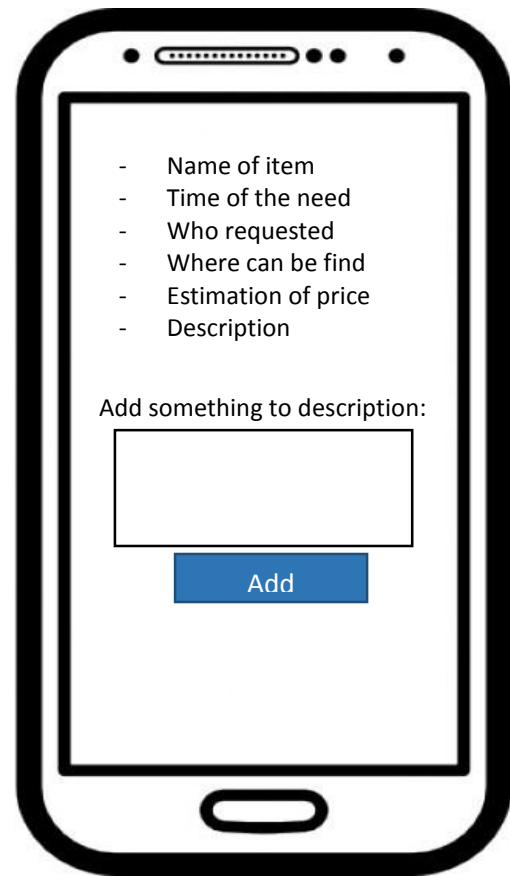 - Name of item
- Time of the need
- Who requested
- Where can be find
- Estimation of price
- Description
Add something to description:
Add